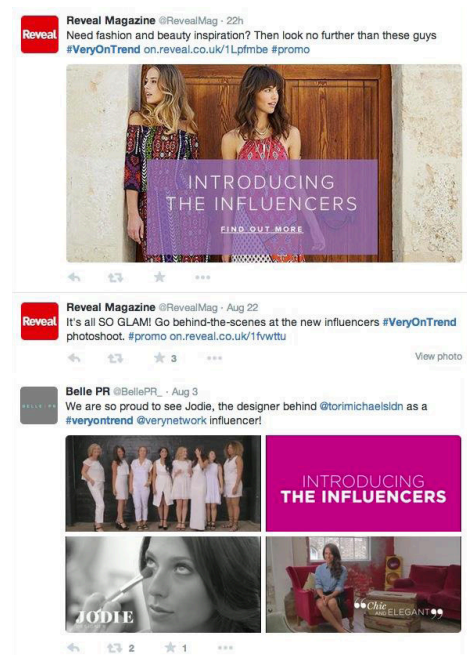 Reveal Magazine @RevealMag · 22h
Reveal
Need fashion and beauty inspiration? Then look no further than these guys
#VeryOnTrend on.reveal.co.uk/1Lpfmbe #promo
INTRODUCING
THE INFLUENCERS
FIND OUT MORE
Reveal Magazine @RevealMag · Aug 22
Reveal
It's all SO GLAM! Go behind-the-scenes at the new influencers #VeryOnTrend
photoshoot. #promo on.reveal.co.uk/1fvwttu
3
View photo
Belle PR @BellePR_ · Aug 3
BELLE PR
We are so proud to see Jodie, the designer behind @torimichaelsldn as a
#veryontrend @verynetwork influencer!
INTRODUCING
THE INFLUENCERS
JODIE
“Chic
AND ELEGANT”
2
1